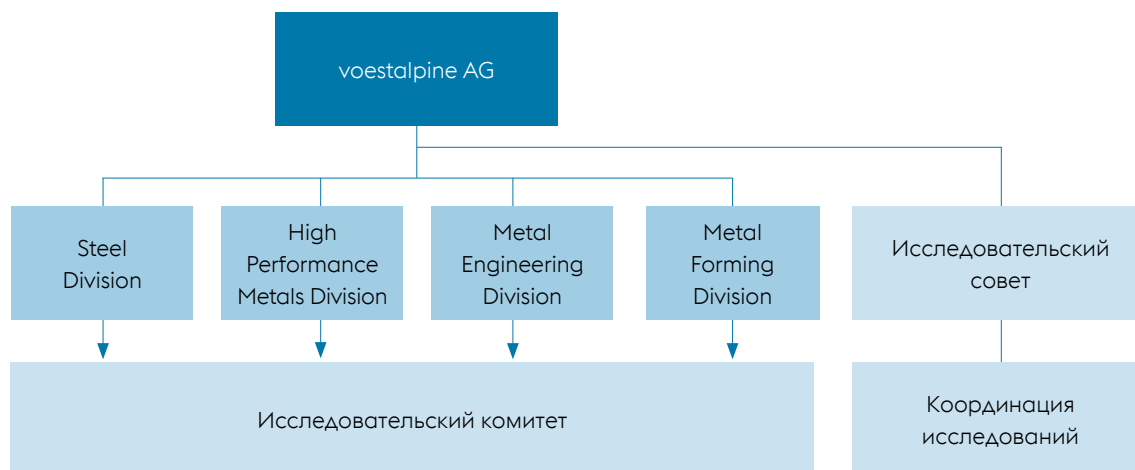 voestalpine AG
Steel
Division
High
Performance
Metals Division
Metal
Engineering
Division
Metal
Forming
Division
Исследовательский
совет
Исследовательский комитет
Координация
исследований